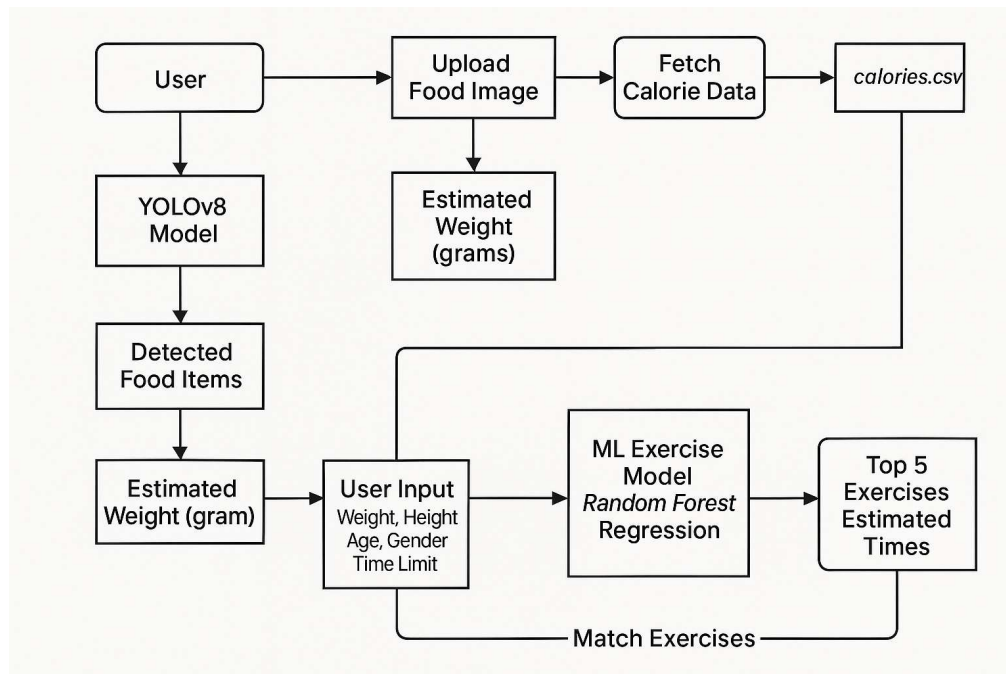 User
Upload
Food Image
Fetch
Calorie Data
calories.csv
YOLOv8
Model
Estimated
Weight
(grams)
Detected
Food Items
Estimated
Weight (gram)
User Input
Weight, Height
Age, Gender
Time Limit
ML Exercise
Model
Random Forest
Regression
Top 5
Exercises
Estimated
Times
Match Exercises